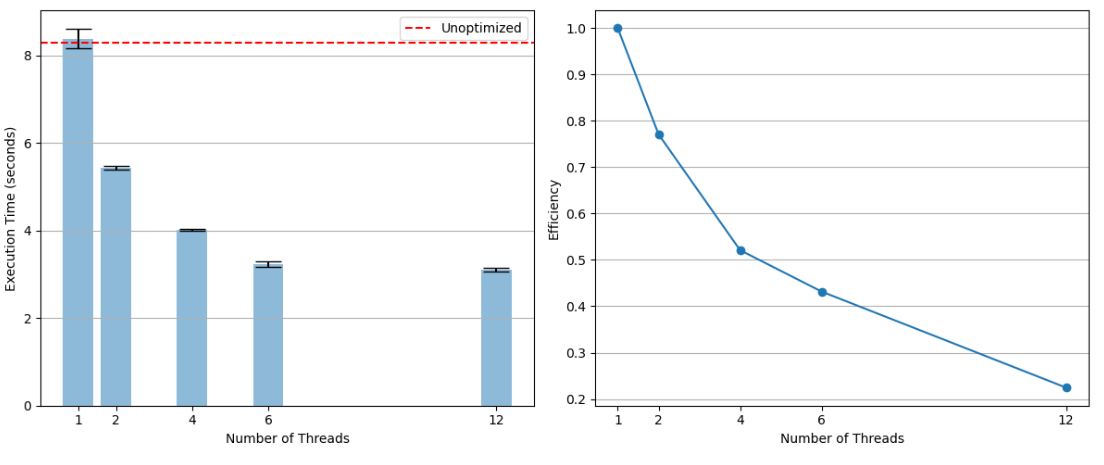 Unoptimized
8
6
4
2
0
Execution Time (seconds)
1 2 4 6 12
Number of Threads
1.0
0.9
0.8
0.7
0.6
0.5
0.4
0.3
0.2
Efficiency
1 2 4 6 12
Number of Threads